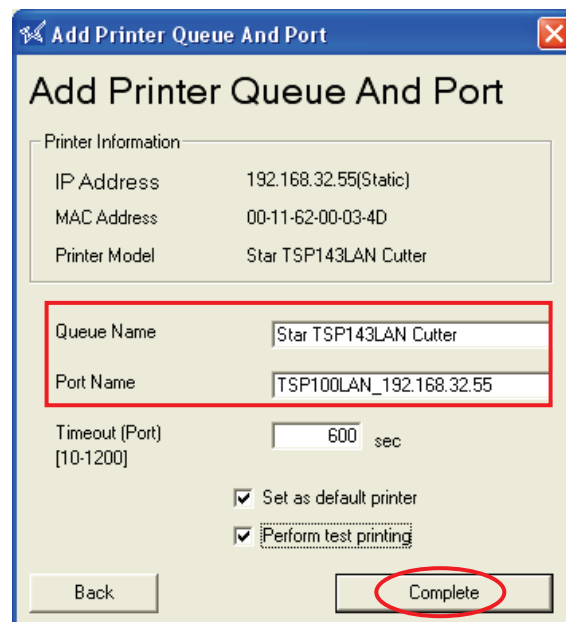 Add Printer Queue And Port
Add Printer Queue And Port
Printer Information
IP Address 192.168.32.55(Static)
MAC Address 00-11-62-00-03-4D
Printer Model Star TSP143LAN Cutter
Queue Name Star TSP143LAN Cutter
Port Name TSP100LAN_192.168.32.55
Timeout (Port) 600 sec
[10-1200]
Set as default printer
Perform test printing
Back Complete